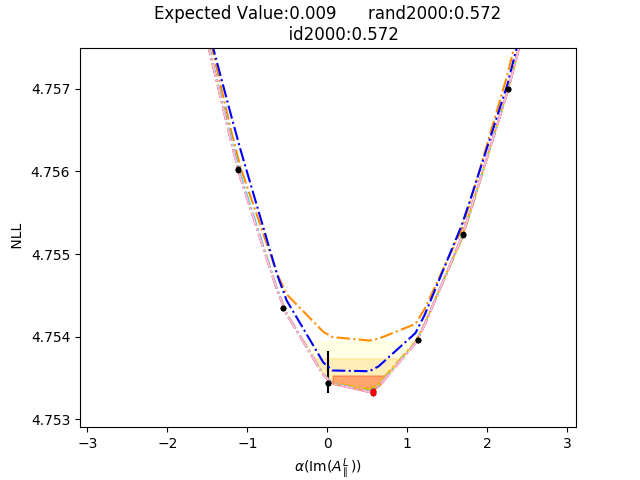 Expected Value:0.009 rand2000:0.572
id2000:0.572
4.757
4.756
4.755
4.754
4.753
NLL
−3 −2 −1 0 1 2 3
α(Im(A^L_∥))